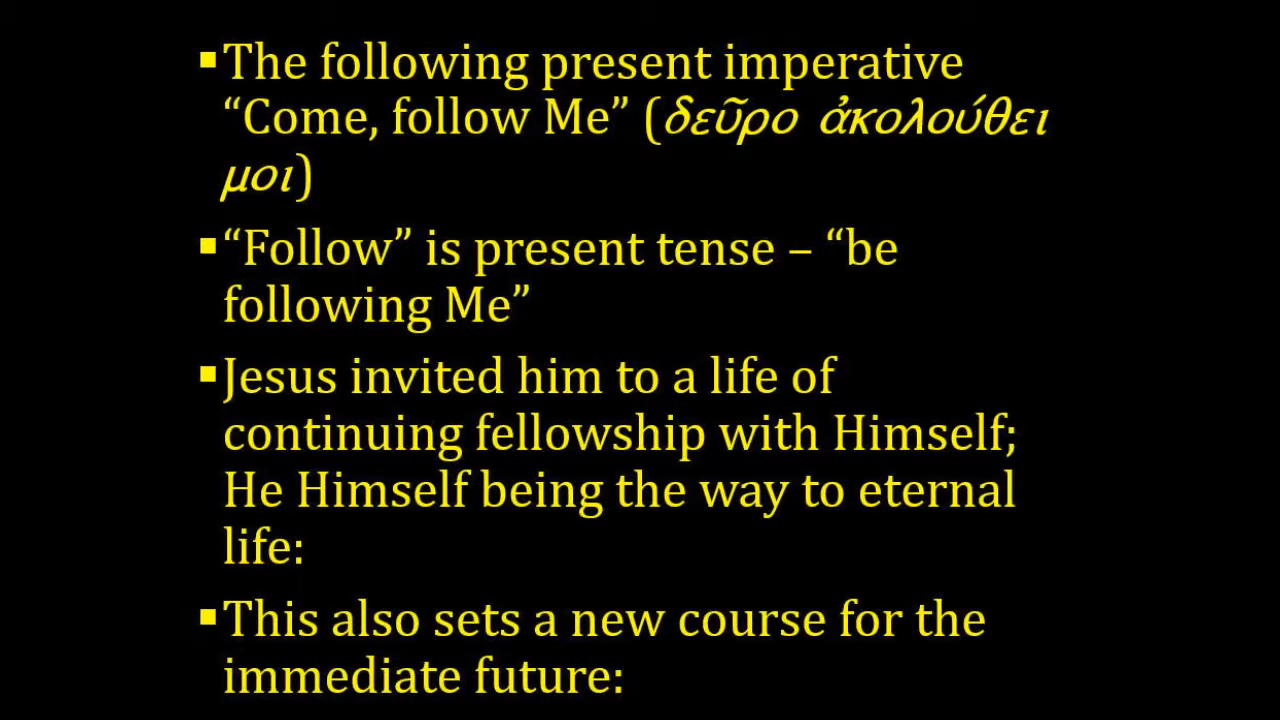 ▪The following present imperative
“Come, follow Me” (δεῦρο ἀκολούθει
μοι)
▪“Follow” is present tense – “be
following Me”
▪Jesus invited him to a life of
continuing fellowship with Himself;
He Himself being the way to eternal
life:
▪This also sets a new course for the
immediate future: